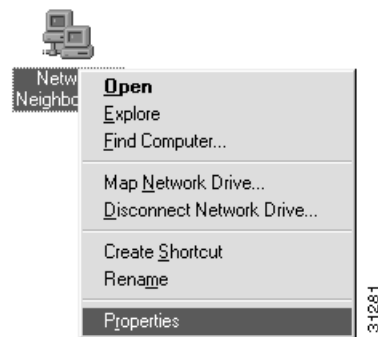 Netw
Neighbo
Open
Explore
Find Computer...
Map Network Drive...
Disconnect Network Drive...
Create Shortcut
Rename
Properties
31281